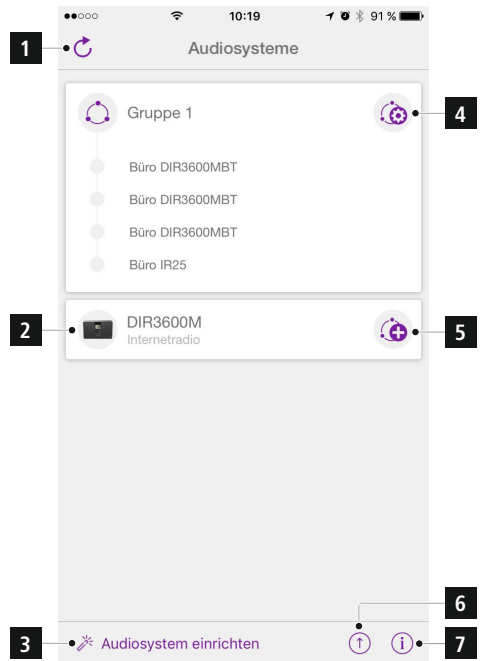 10:19
91 %
1
Audiosysteme
Gruppe 1
4
Büro DIR3600MBT
Büro DIR3600MBT
Büro DIR3600MBT
Büro IR25
2
DIR3600M
Internetradio
5
6
3
Audiosystem einrichten
7